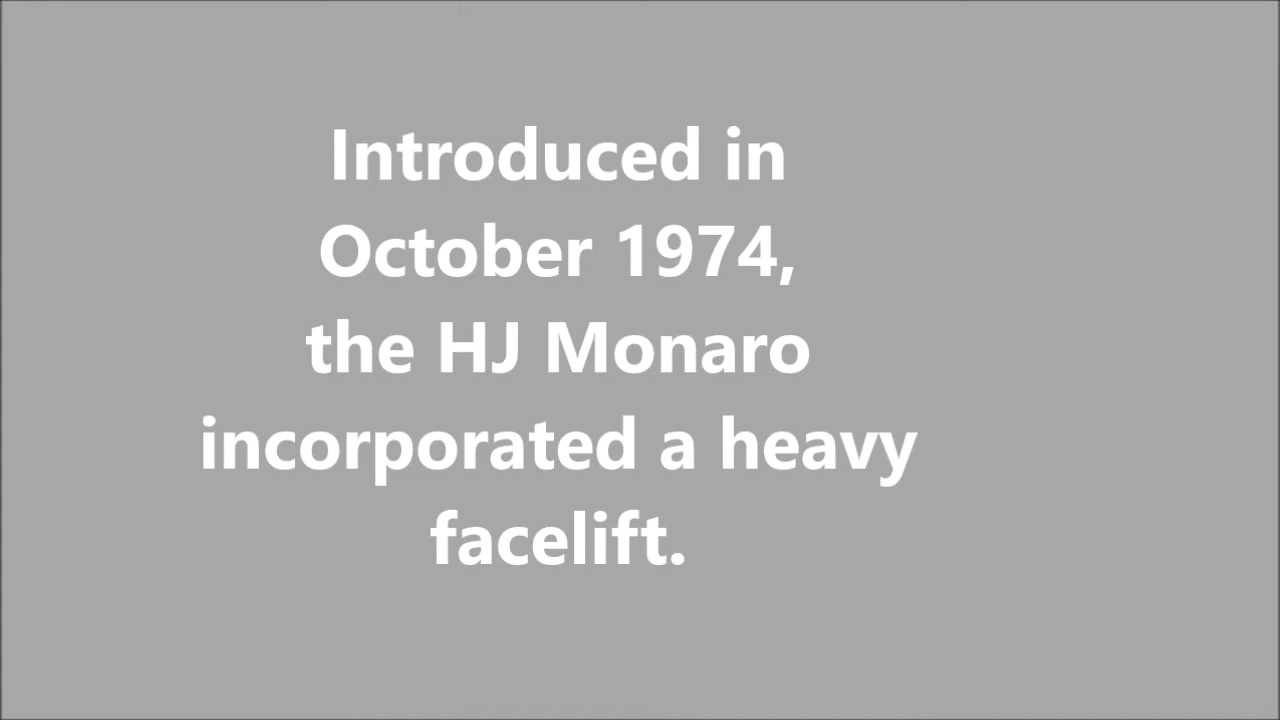 Introduced in
October 1974,
the HJ Monaro
incorporated a heavy
facelift.